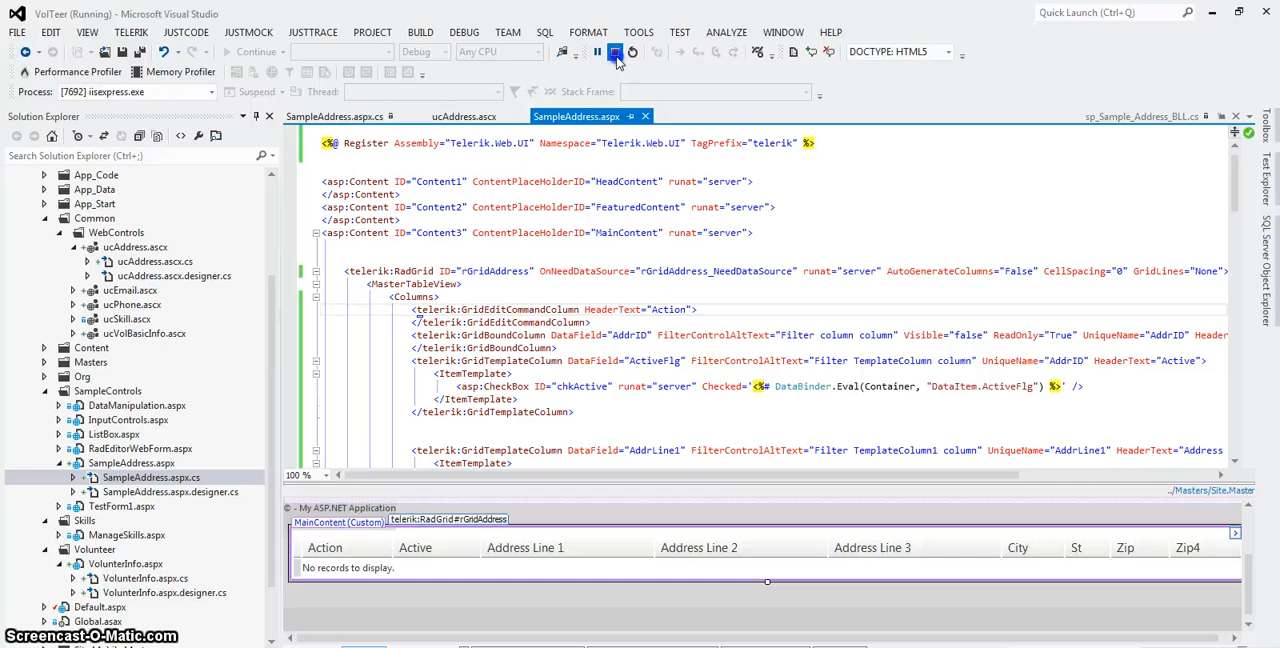 VolTeer (Running) - Microsoft Visual Studio
Quick Launch (Ctrl+Q)
FILE EDIT VIEW TELERIK JUSTCODE JUSTMOCK JUSTTRACE PROJECT BUILD DEBUG TEAM SQL FORMAT TOOLS TEST ANALYZE WINDOW HELP
Continue Debug Any CPU DOCTYPE: HTML5
Performance Profiler Memory Profiler
Process: [7692] iisexpress.exe Suspend Thread: Stack Frame:
Solution Explorer
SampleAddress.aspx.cs ucAddress.ascx SampleAddress.aspx sp_Sample_Address_BLL.cs
Search Solution Explorer (Ctrl+;)
App_Code
App_Data
App_Start
Common
WebControls
ucAddress.ascx
ucAddress.ascx.cs
ucAddress.ascx.designer.cs
ucEmail.ascx
ucPhone.ascx
ucSkill.ascx
ucVolBasicInfo.ascx
Content
Masters
Org
SampleControls
DataManipulation.aspx
InputControls.aspx
ListBox.aspx
RadEditorWebForm.aspx
SampleAddress.aspx
SampleAddress.aspx.cs
SampleAddress.aspx.designer.cs
TestForm1.aspx
Skills
ManageSkills.aspx
Volunteer
VolunterInfo.aspx
VolunterInfo.aspx.cs
VolunterInfo.aspx.designer.cs
Default.aspx
Global.asax
<%@ Register Assembly="Telerik.Web.UI" Namespace="Telerik.Web.UI" TagPrefix="telerik" %>
<asp:Content ID="Content1" ContentPlaceHolderID="HeadContent" runat="server">
</asp:Content>
<asp:Content ID="Content2" ContentPlaceHolderID="FeaturedContent" runat="server">
</asp:Content>
<asp:Content ID="Content3" ContentPlaceHolderID="MainContent" runat="server">
<telerik:RadGrid ID="rGridAddress" OnNeedDataSource="rGridAddress_NeedDataSource" runat="server" AutoGenerateColumns="False" CellSpacing="0" GridLines="None">
<MasterTableView>
<Columns>
<telerik:GridEditCommandColumn HeaderText="Action">
</telerik:GridEditCommandColumn>
<telerik:GridBoundColumn DataField="AddrID" FilterControlAltText="Filter column column" Visible="false" ReadOnly="True" UniqueName="AddrID" Header
</telerik:GridBoundColumn>
<telerik:GridTemplateColumn DataField="ActiveFlg" FilterControlAltText="Filter TemplateColumn column" UniqueName="AddrID" HeaderText="Active">
<ItemTemplate>
<asp:CheckBox ID="chkActive" runat="server" Checked='<%# DataBinder.Eval(Container, "DataItem.ActiveFlg") %>' />
</ItemTemplate>
</telerik:GridTemplateColumn>
<telerik:GridTemplateColumn DataField="AddrLine1" FilterControlAltText="Filter TemplateColumn1 column" UniqueName="AddrLine1" HeaderText="Address
<ItemTemplate>
100 %
../Masters/Site.Master
© - My ASP.NET Application
MainContent (Custom) telerik:RadGrid#rGridAddress
Action Active Address Line 1 Address Line 2 Address Line 3 City St Zip Zip4
No records to display.
Toolbox
Test Explorer
SQL Server Object Explorer
Screencast-O-Matic.com